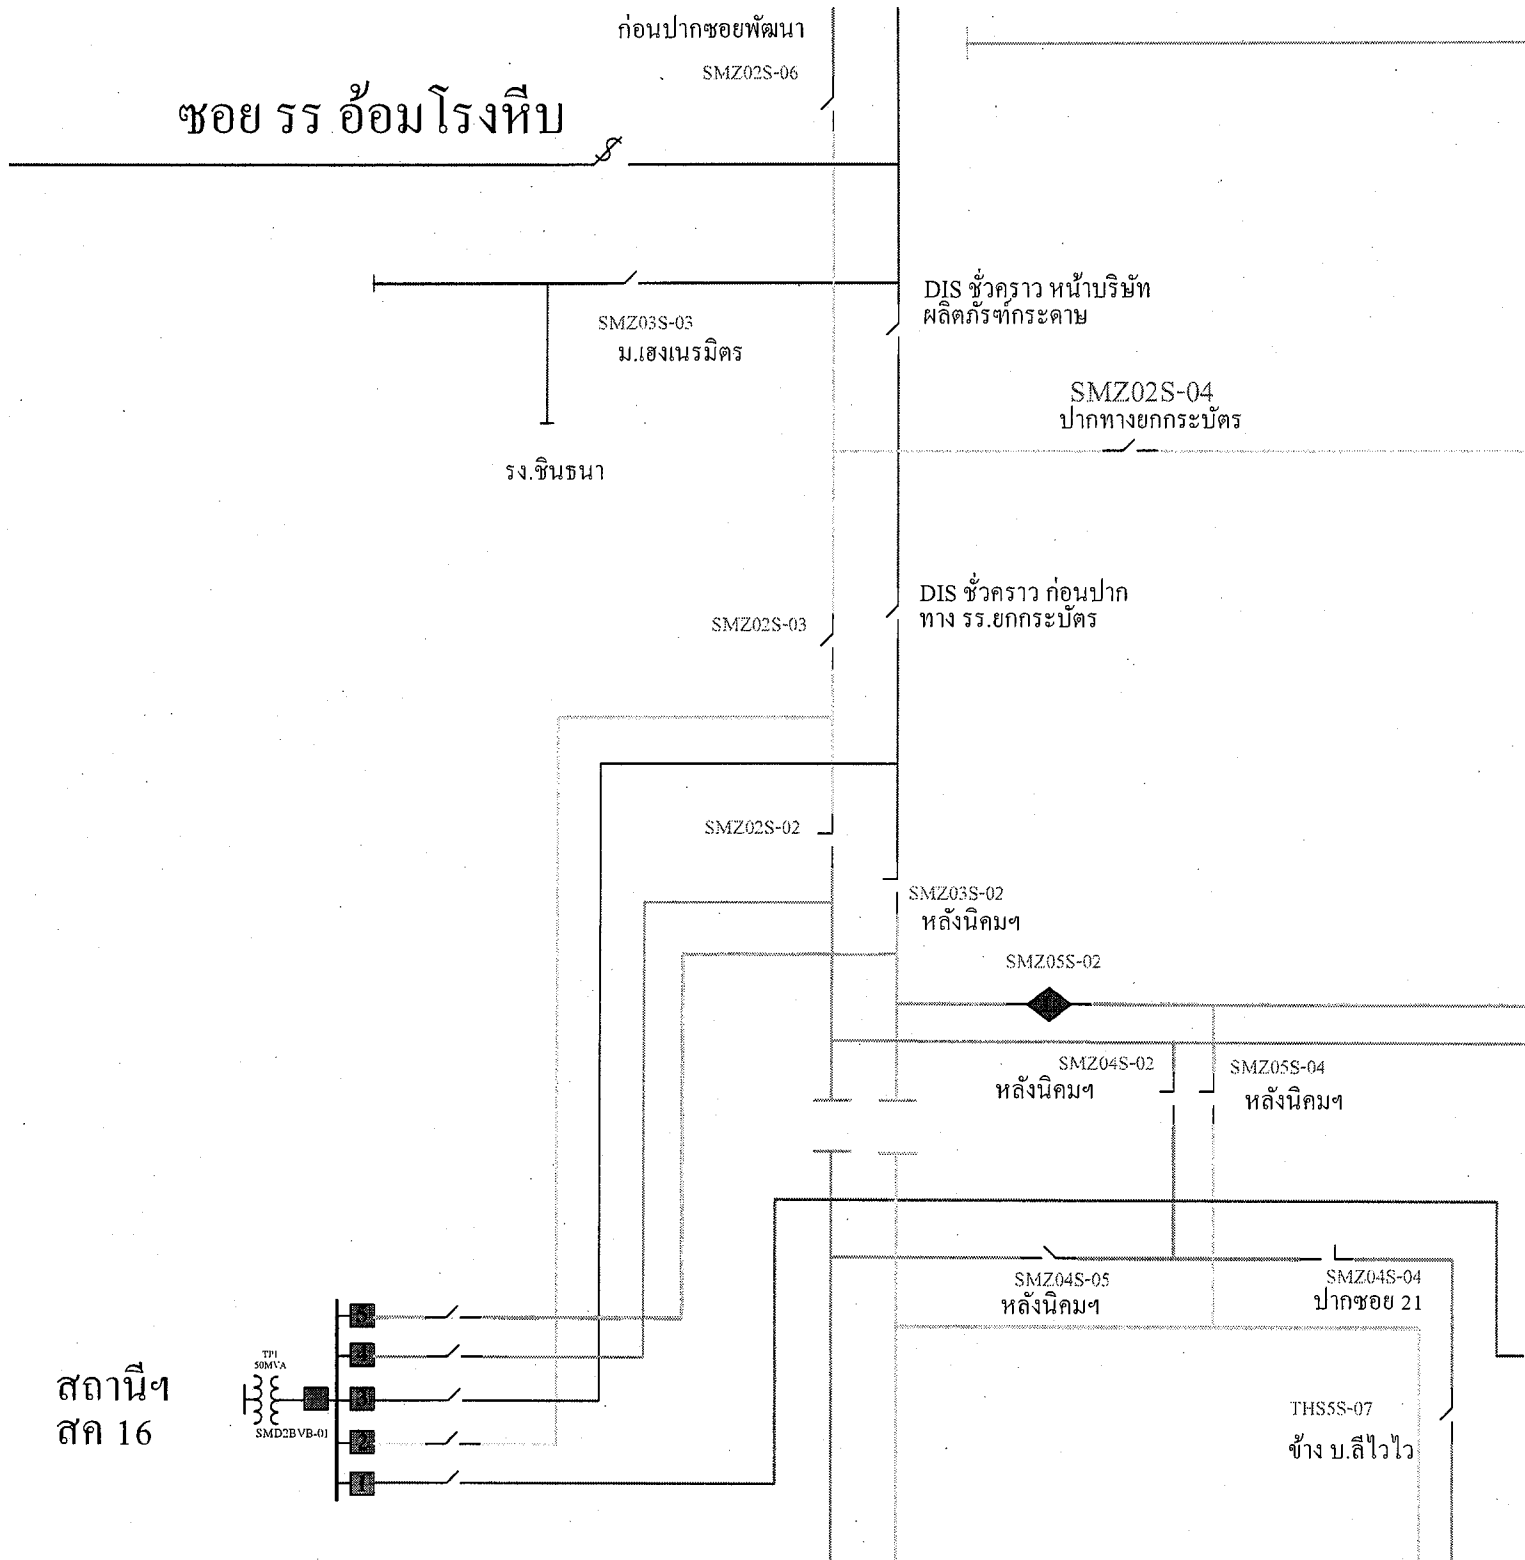 ก่อนปากซอยพัฒนา
SMZ02S-06
ซอย รร อ้อมโรงหีบ
DIS ชั่วคราว หน้าบริษัท
ผลิตภัรฑ์กระดาษ
SMZ03S-03
ม.เฮงเนรมิตร
SMZ02S-04
ปากทางยกกระบัตร
รง.ชินธนา
DIS ชั่วคราว ก่อนปาก
ทาง รร.ยกกระบัตร
SMZ02S-03
SMZ02S-02
SMZ03S-02
หลังนิคมฯ
SMZ05S-02
SMZ04S-02
หลังนิคมฯ
SMZ05S-04
หลังนิคมฯ
SMZ04S-05
หลังนิคมฯ
SMZ04S-04
ปากซอย 21
5
4
3
2
1
TP1
50MVA
SMD2BVB-01
สถานีฯ
สค 16
THS5S-07
ข้าง บ.ลีไวไว